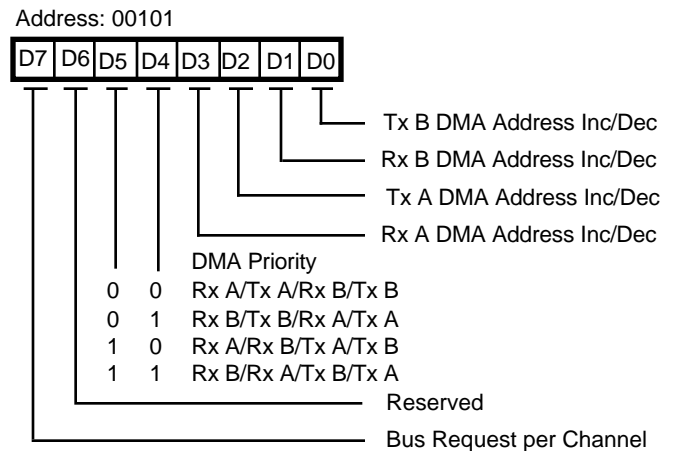 Address: 00101
D7 D6 D5 D4 D3 D2 D1 D0
Tx B DMA Address Inc/Dec
Rx B DMA Address Inc/Dec
Tx A DMA Address Inc/Dec
Rx A DMA Address Inc/Dec
DMA Priority
0 0 Rx A/Tx A/Rx B/Tx B
0 1 Rx B/Tx B/Rx A/Tx A
1 0 Rx A/Rx B/Tx A/Tx B
1 1 Rx B/Rx A/Tx B/Tx A
Reserved
Bus Request per Channel